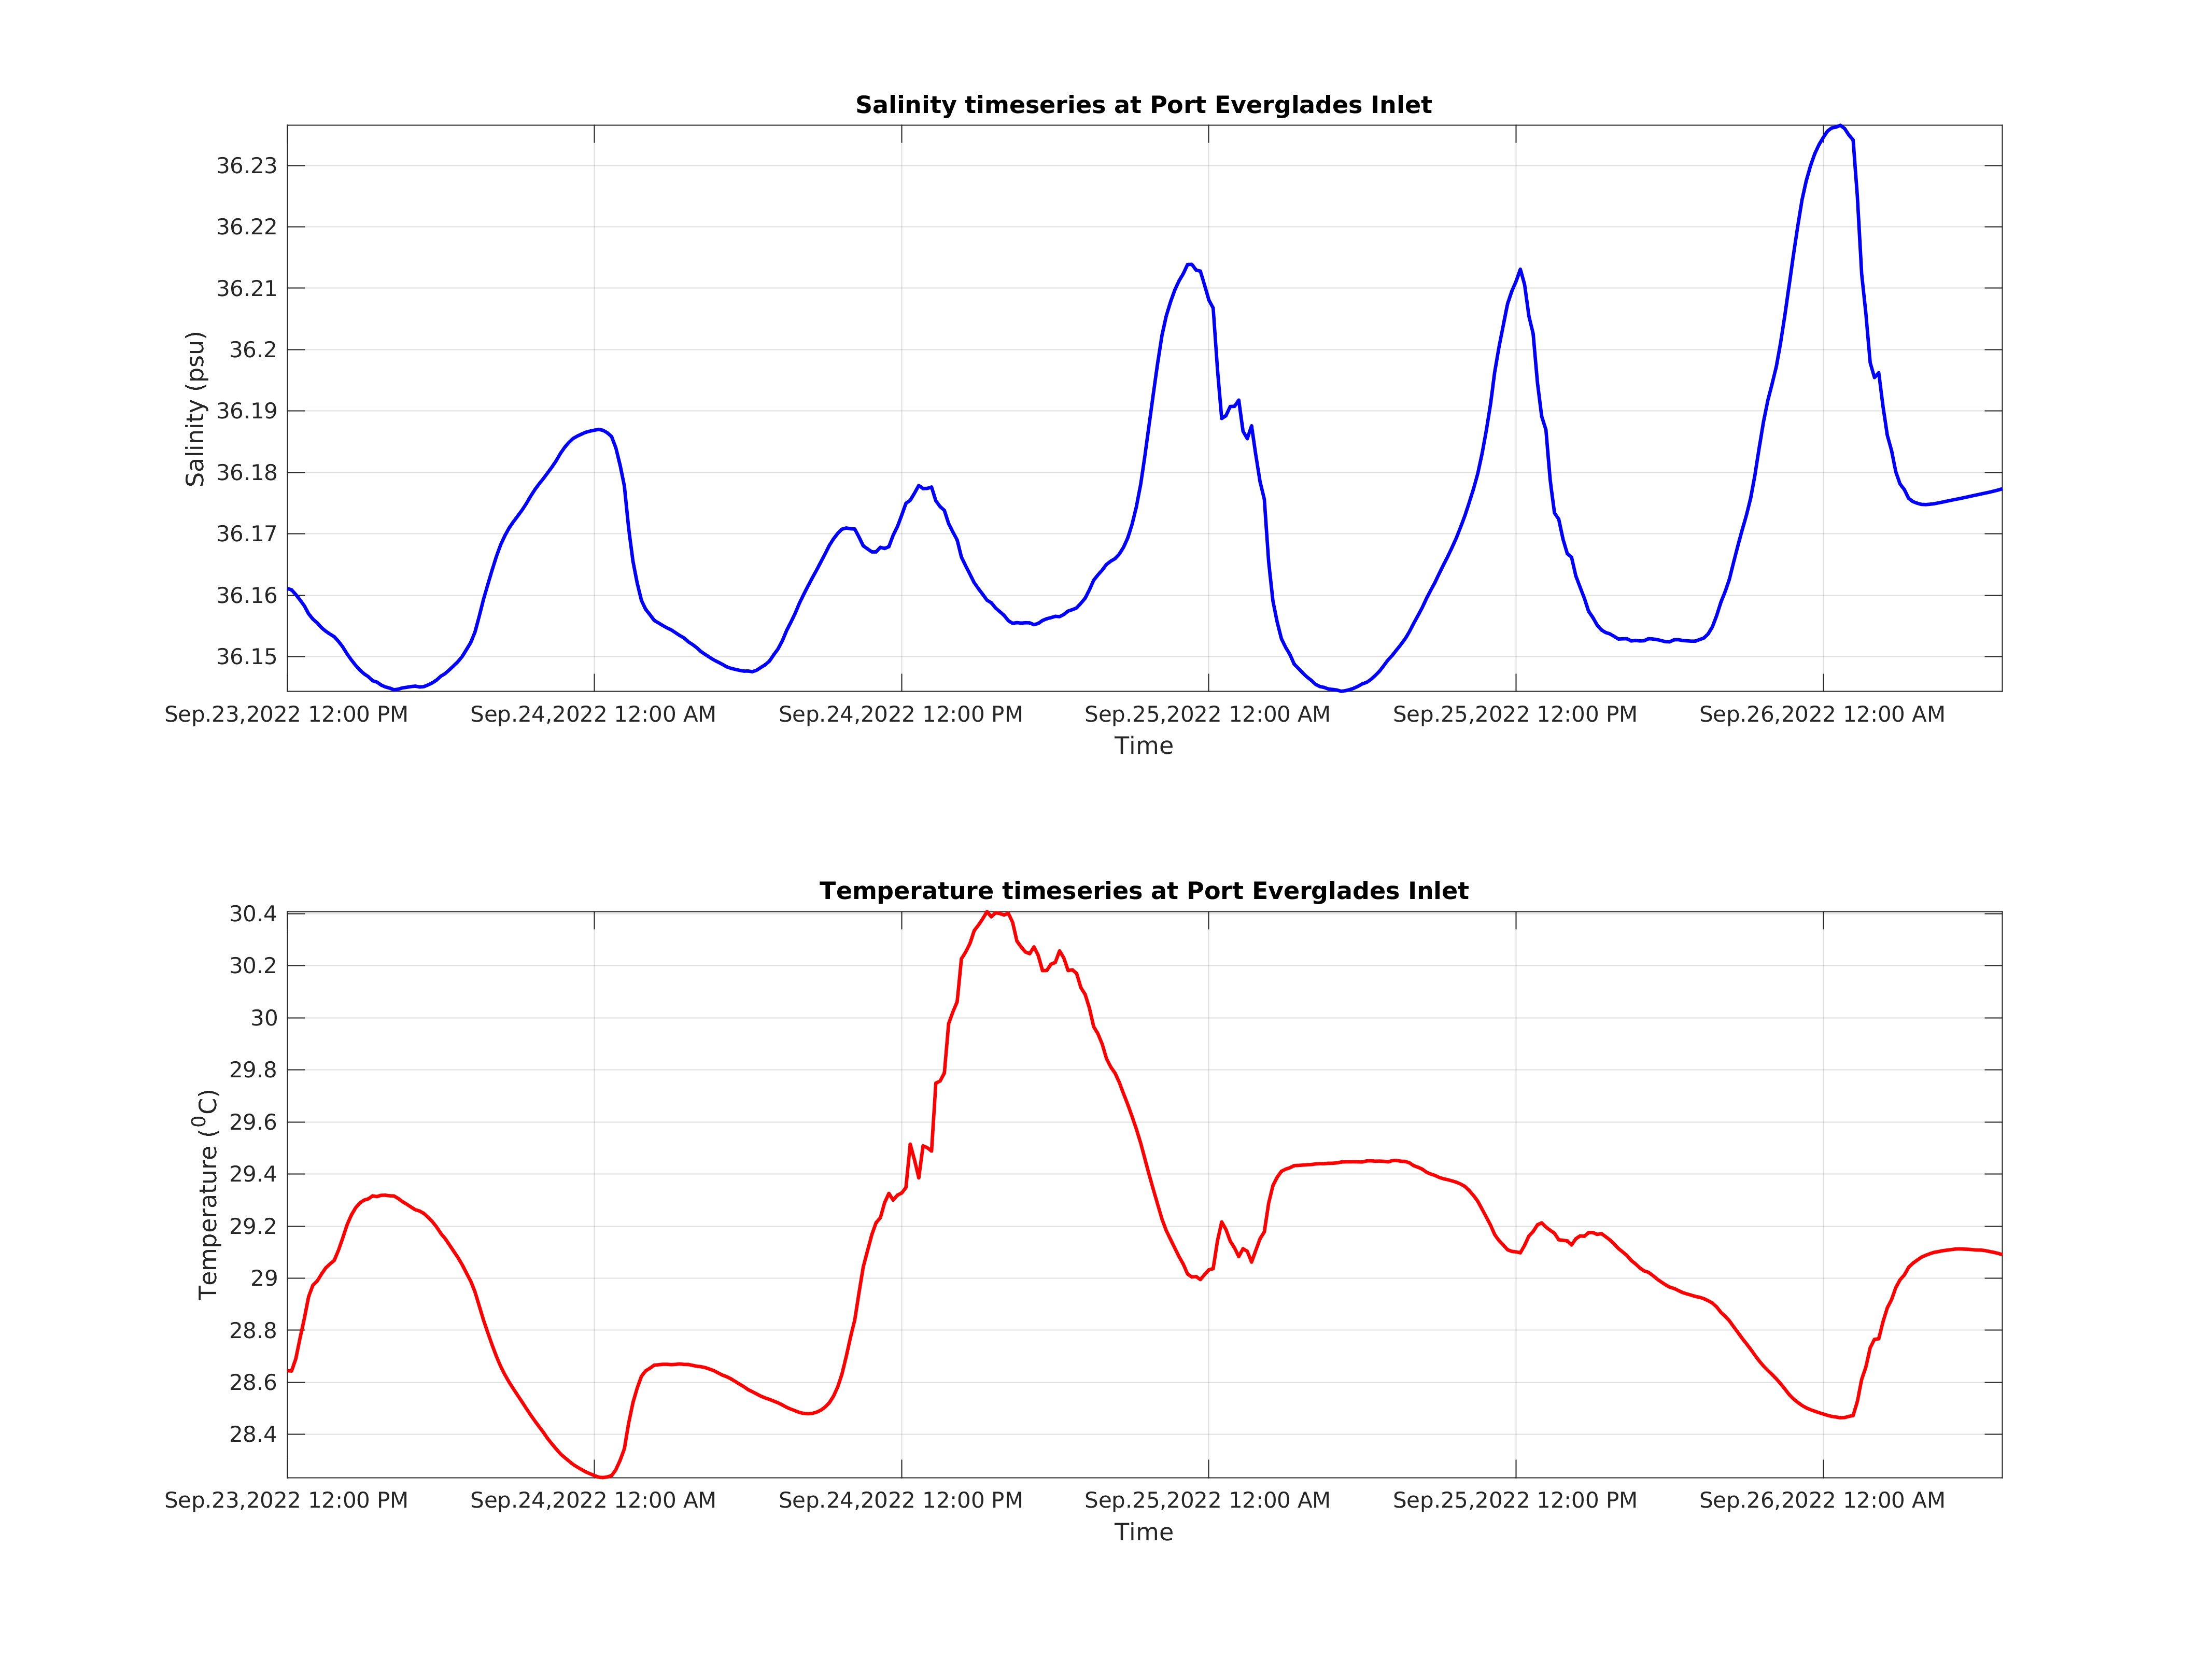 Salinity timeseries at Port Everglades Inlet
36.23
36.22
36.21
36.2
36.19
36.18
36.17
36.16
36.15
Salinity (psu)
Sep.23,2022 12:00 PM Sep.24,2022 12:00 AM Sep.24,2022 12:00 PM Sep.25,2022 12:00 AM Sep.25,2022 12:00 PM Sep.26,2022 12:00 AM
Time
Temperature timeseries at Port Everglades Inlet
30.4
30.2
30
29.8
29.6
29.4
29.2
29
28.8
28.6
28.4
Temperature (⁰C)
Sep.23,2022 12:00 PM Sep.24,2022 12:00 AM Sep.24,2022 12:00 PM Sep.25,2022 12:00 AM Sep.25,2022 12:00 PM Sep.26,2022 12:00 AM
Time